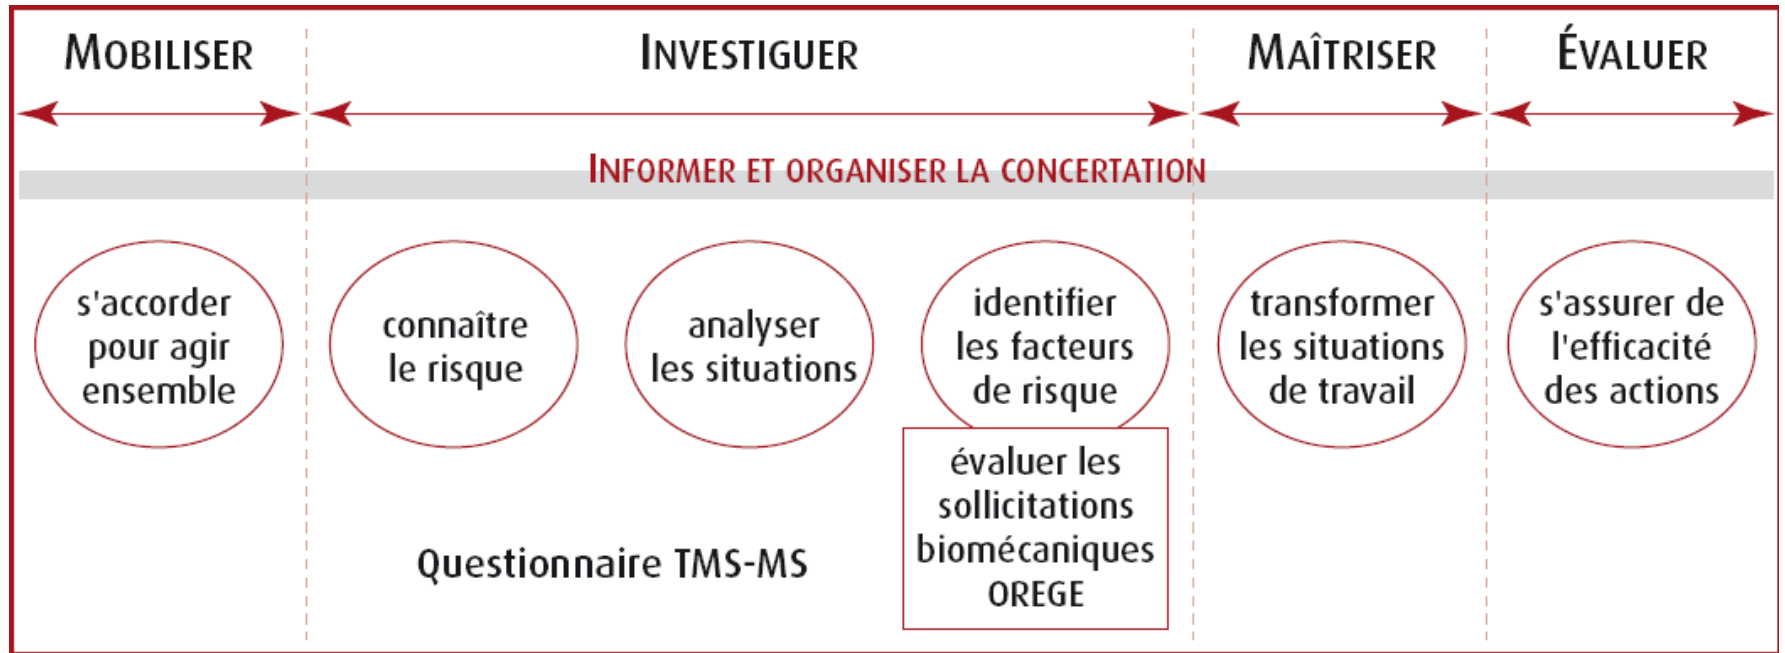 MOBILISER
INVESTIGUER
MAÎTRISER
ÉVALUER
INFORMER ET ORGANISER LA CONCERTATION
s'accorder
pour agir
ensemble
connaître
le risque
analyser
les situations
identifier
les facteurs
de risque
transformer
les situations
de travail
s'assurer de
l'efficacité
des actions
évaluer les
sollicitations
biomécaniques
OREGE
Questionnaire TMS-MS